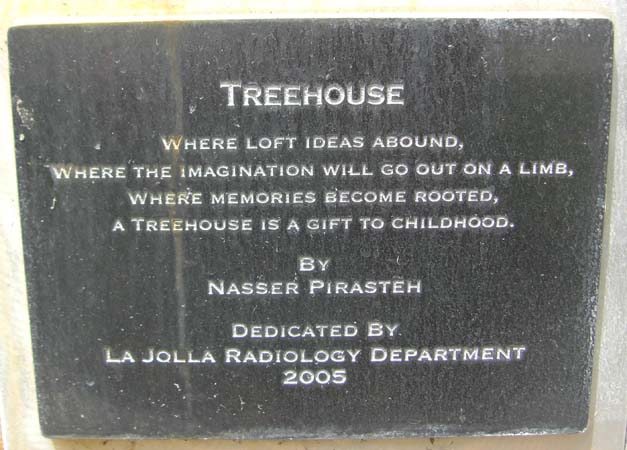 TREEHOUSE
WHERE LOFT IDEAS ABOUND,
WHERE THE IMAGINATION WILL GO OUT ON A LIMB,
WHERE MEMORIES BECOME ROOTED,
A TREEHOUSE IS A GIFT TO CHILDHOOD.
BY
NASSER PIRASTEH
DEDICATED BY
LA JOLLA RADIOLOGY DEPARTMENT
2005